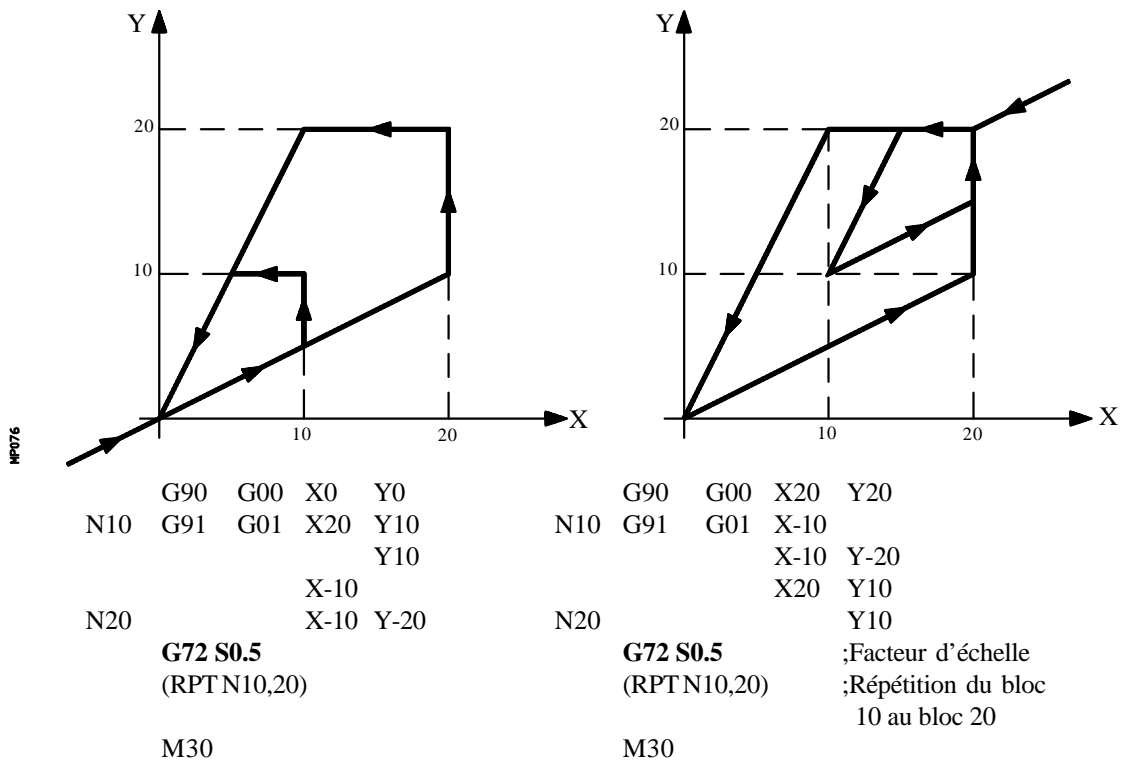 Y
20
10
10
20
X
Y
20
10
10
20
X
MP076
G90 G00 X0 Y0
N10 G91 G01 X20 Y10
Y10
X-10
N20 X-10 Y-20
G72 S0.5
(RPT N10,20)
M30
G90 G00 X20 Y20
N10 G91 G01 X-10
X-10 Y-20
X20 Y10
N20 Y10
G72 S0.5 ;Facteur d'échelle
(RPT N10,20) ;Répétition du bloc
10 au bloc 20
M30